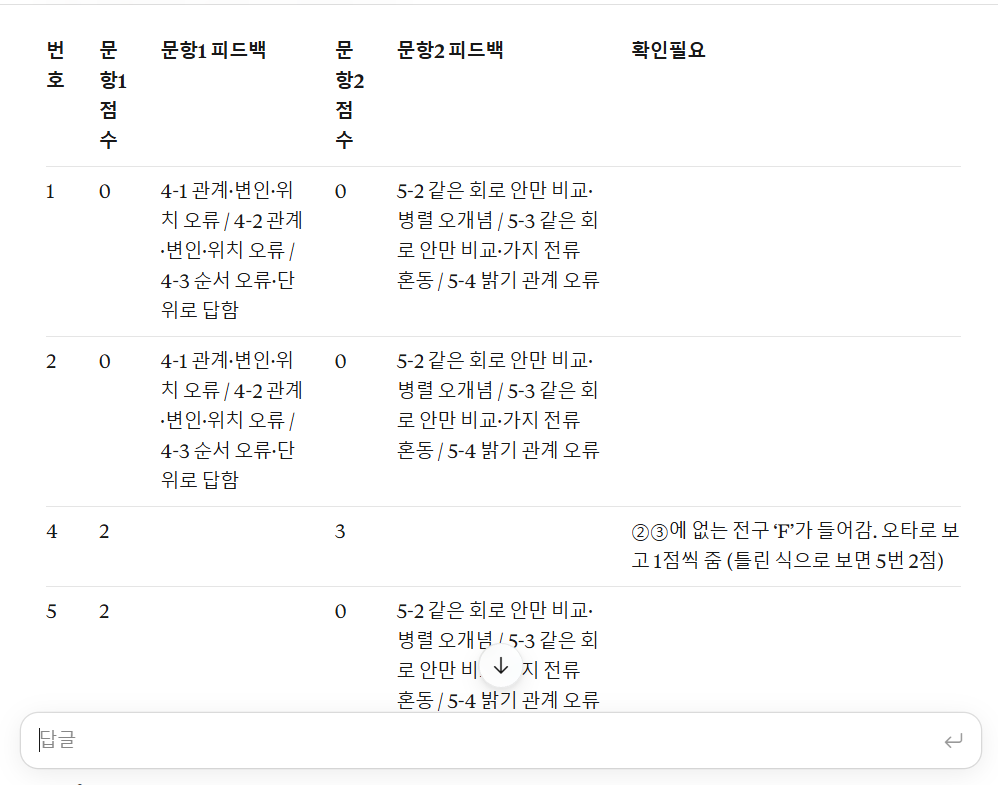 번호 문항1 점수 문항1 피드백 문항2 점수 문항2 피드백 확인필요
1 0 4-1 관계·변인·위치 오류 / 4-2 관계·변인·위치 오류 / 4-3 순서 오류·단위로 답함 0 5-2 같은 회로 안만 비교·병렬 오개념 / 5-3 같은 회로 안만 비교·가지 전류 혼동 / 5-4 밝기 관계 오류
2 0 4-1 관계·변인·위치 오류 / 4-2 관계·변인·위치 오류 / 4-3 순서 오류·단위로 답함 0 5-2 같은 회로 안만 비교·병렬 오개념 / 5-3 같은 회로 안만 비교·가지 전류 혼동 / 5-4 밝기 관계 오류
4 2 3 ②③에 없는 전구 ‘F’가 들어감. 오타로 보고 1점씩 줌 (틀린 식으로 보면 5번 2점)
5 2 0 5-2 같은 회로 안만 비교·병렬 오개념 / 5-3 같은 회로 안만 비 가지 전류 혼동 / 5-4 밝기 관계 오류
답글